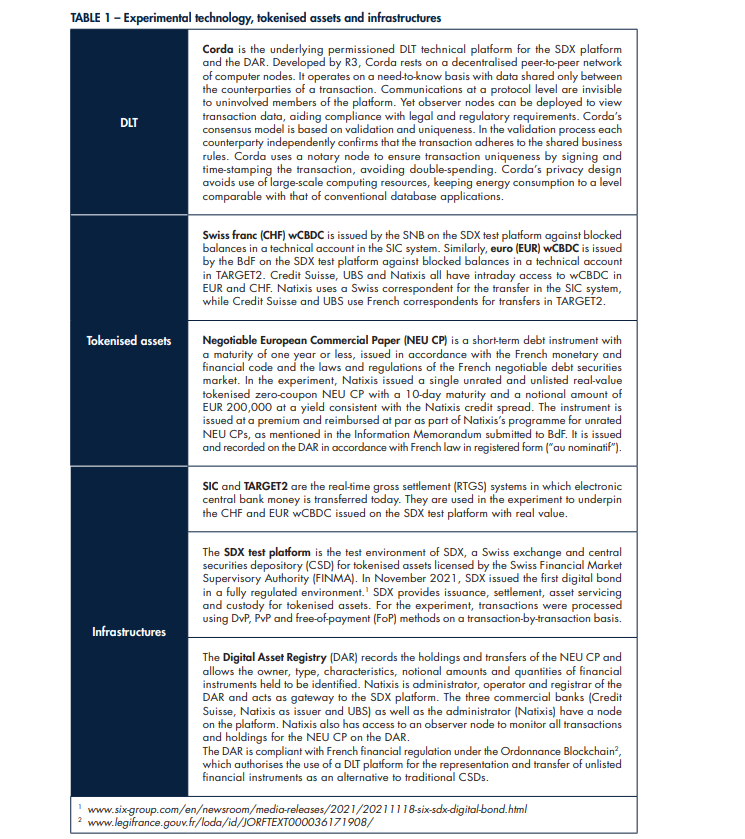 TABLE 1 – Experimental technology, tokenised assets and infrastructures
DLT
Corda is the underlying permissioned DLT technical platform for the SDX platform
and the DAR. Developed by R3, Corda rests on a decentralised peer-to-peer network
of computer nodes. It operates on a need-to-know basis with data shared only between
the counterparties of a transaction. Communications at a protocol level are invisible
to uninvolved members of the platform. Yet observer nodes can be deployed to view
transaction data, aiding compliance with legal and regulatory requirements. Corda’s
consensus model is based on validation and uniqueness. In the validation process each
counterparty independently confirms that the transaction adheres to the shared business
rules. Corda uses a notary node to ensure transaction uniqueness by signing and
time-stamping the transaction, avoiding double-spending. Corda’s privacy design
avoids use of large-scale computing resources, keeping energy consumption to a level
comparable with that of conventional database applications.
Tokenised assets
Swiss franc (CHF) wCBDC is issued by the SNB on the SDX test platform against blocked
balances in a technical account in the SIC system. Similarly, euro (EUR) wCBDC is issued
by the BdF on the SDX test platform against blocked balances in a technical account
in TARGET2. Credit Suisse, UBS and Natixis all have intraday access to wCBDC in
EUR and CHF. Natixis uses a Swiss correspondent for the transfer in the SIC system,
while Credit Suisse and UBS use French correspondents for transfers in TARGET2.
Negotiable European Commercial Paper (NEU CP) is a short-term debt instrument with
a maturity of one year or less, issued in accordance with the French monetary and
financial code and the laws and regulations of the French negotiable debt securities
market. In the experiment, Natixis issued a single unrated and unlisted real-value
tokenised zero-coupon NEU CP with a 10-day maturity and a notional amount of
EUR 200,000 at a yield consistent with the Natixis credit spread. The instrument is
issued at a premium and reimbursed at par as part of Natixis’s programme for unrated
NEU CPs, as mentioned in the Information Memorandum submitted to BdF. It is issued
and recorded on the DAR in accordance with French law in registered form (“au nominatif”).
Infrastructures
SIC and TARGET2 are the real-time gross settlement (RTGS) systems in which electronic
central bank money is transferred today. They are used in the experiment to underpin
the CHF and EUR wCBDC issued on the SDX test platform with real value.
The SDX test platform is the test environment of SDX, a Swiss exchange and central
securities depository (CSD) for tokenised assets licensed by the Swiss Financial Market
Supervisory Authority (FINMA). In November 2021, SDX issued the first digital bond
in a fully regulated environment.¹ SDX provides issuance, settlement, asset servicing
and custody for tokenised assets. For the experiment, transactions were processed
using DvP, PvP and free-of-payment (FoP) methods on a transaction-by-transaction basis.
The Digital Asset Registry (DAR) records the holdings and transfers of the NEU CP and
allows the owner, type, characteristics, notional amounts and quantities of financial
instruments held to be identified. Natixis is administrator, operator and registrar of the
DAR and acts as gateway to the SDX platform. The three commercial banks (Credit
Suisse, Natixis as issuer and UBS) as well as the administrator (Natixis) have a node
on the platform. Natixis also has access to an observer node to monitor all transactions
and holdings for the NEU CP on the DAR.
The DAR is compliant with French financial regulation under the Ordonnance Blockchain²,
which authorises the use of a DLT platform for the representation and transfer of unlisted
financial instruments as an alternative to traditional CSDs.
¹ www.six-group.com/en/newsroom/media-releases/2021/20211118-six-sdx-digital-bond.html
² www.legifrance.gouv.fr/loda/id/JORFTEXT000036171908/